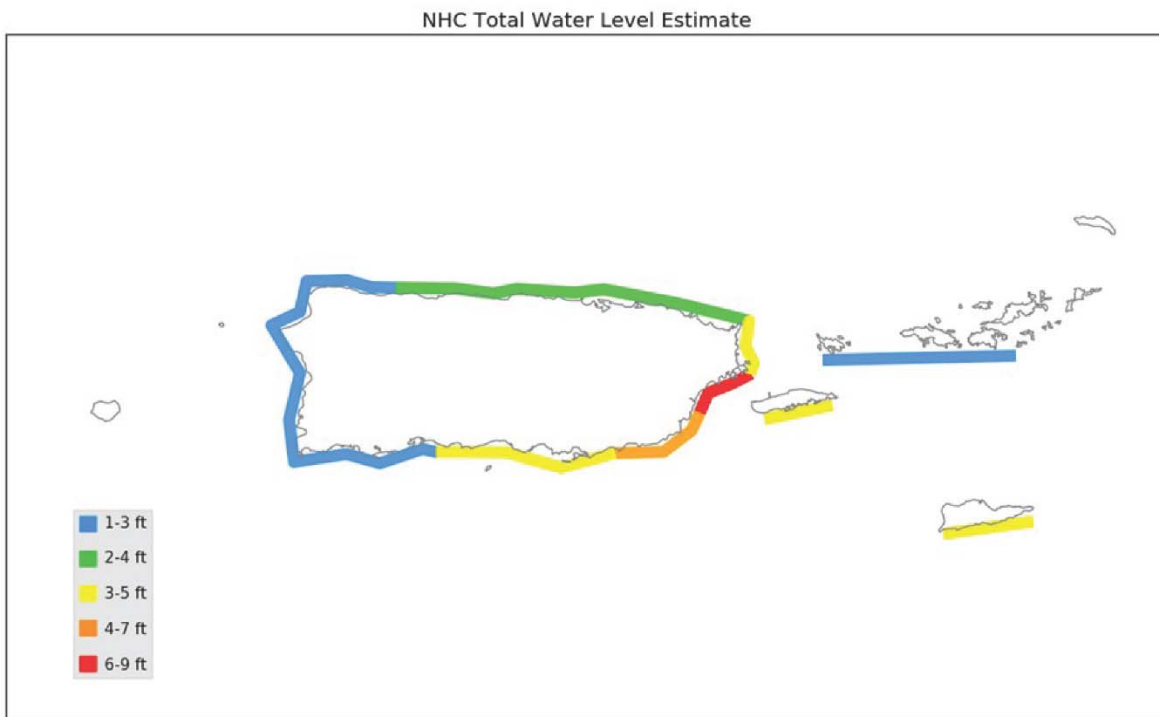 NHC Total Water Level Estimate
1-3 ft
2-4 ft
3-5 ft
4-7 ft
6-9 ft